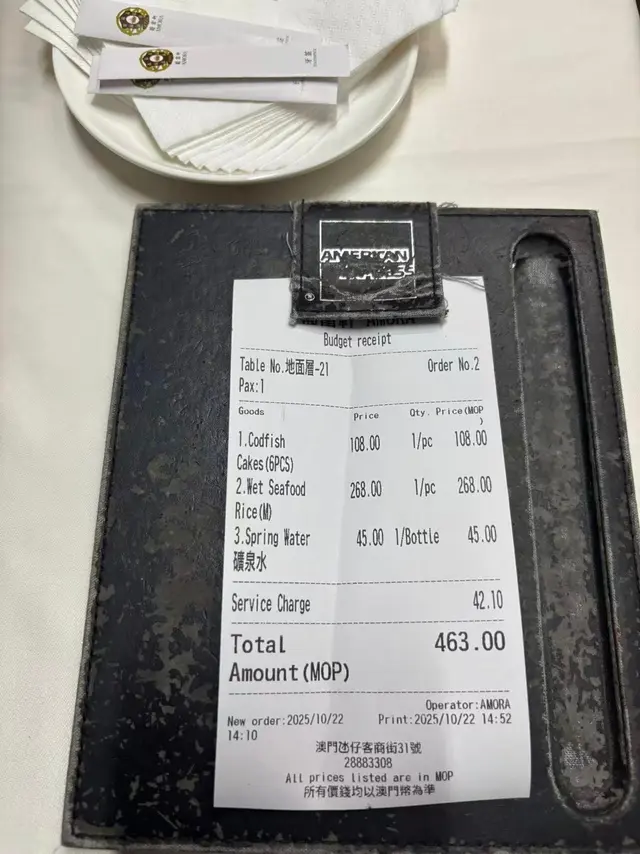 AMERICAN
EXPRESS
®
AMORA
Budget receipt
Table No.地面層-21 Order No.2
Pax:1
Goods Price Qty. Price(MOP
)
1.Codfish 108.00 1/pc 108.00
Cakes(6PCS)
2.Wet Seafood 268.00 1/pc 268.00
Rice(M)
3.Spring Water 45.00 1/Bottle 45.00
礦泉水
Service Charge 42.10
Total 463.00
Amount(MOP)
Operator:AMORA
New order:2025/10/22 Print:2025/10/22 14:52
14:10
澳門氹仔客商街31號
28883308
All prices listed are in MOP
所有價錢均以澳門幣為準